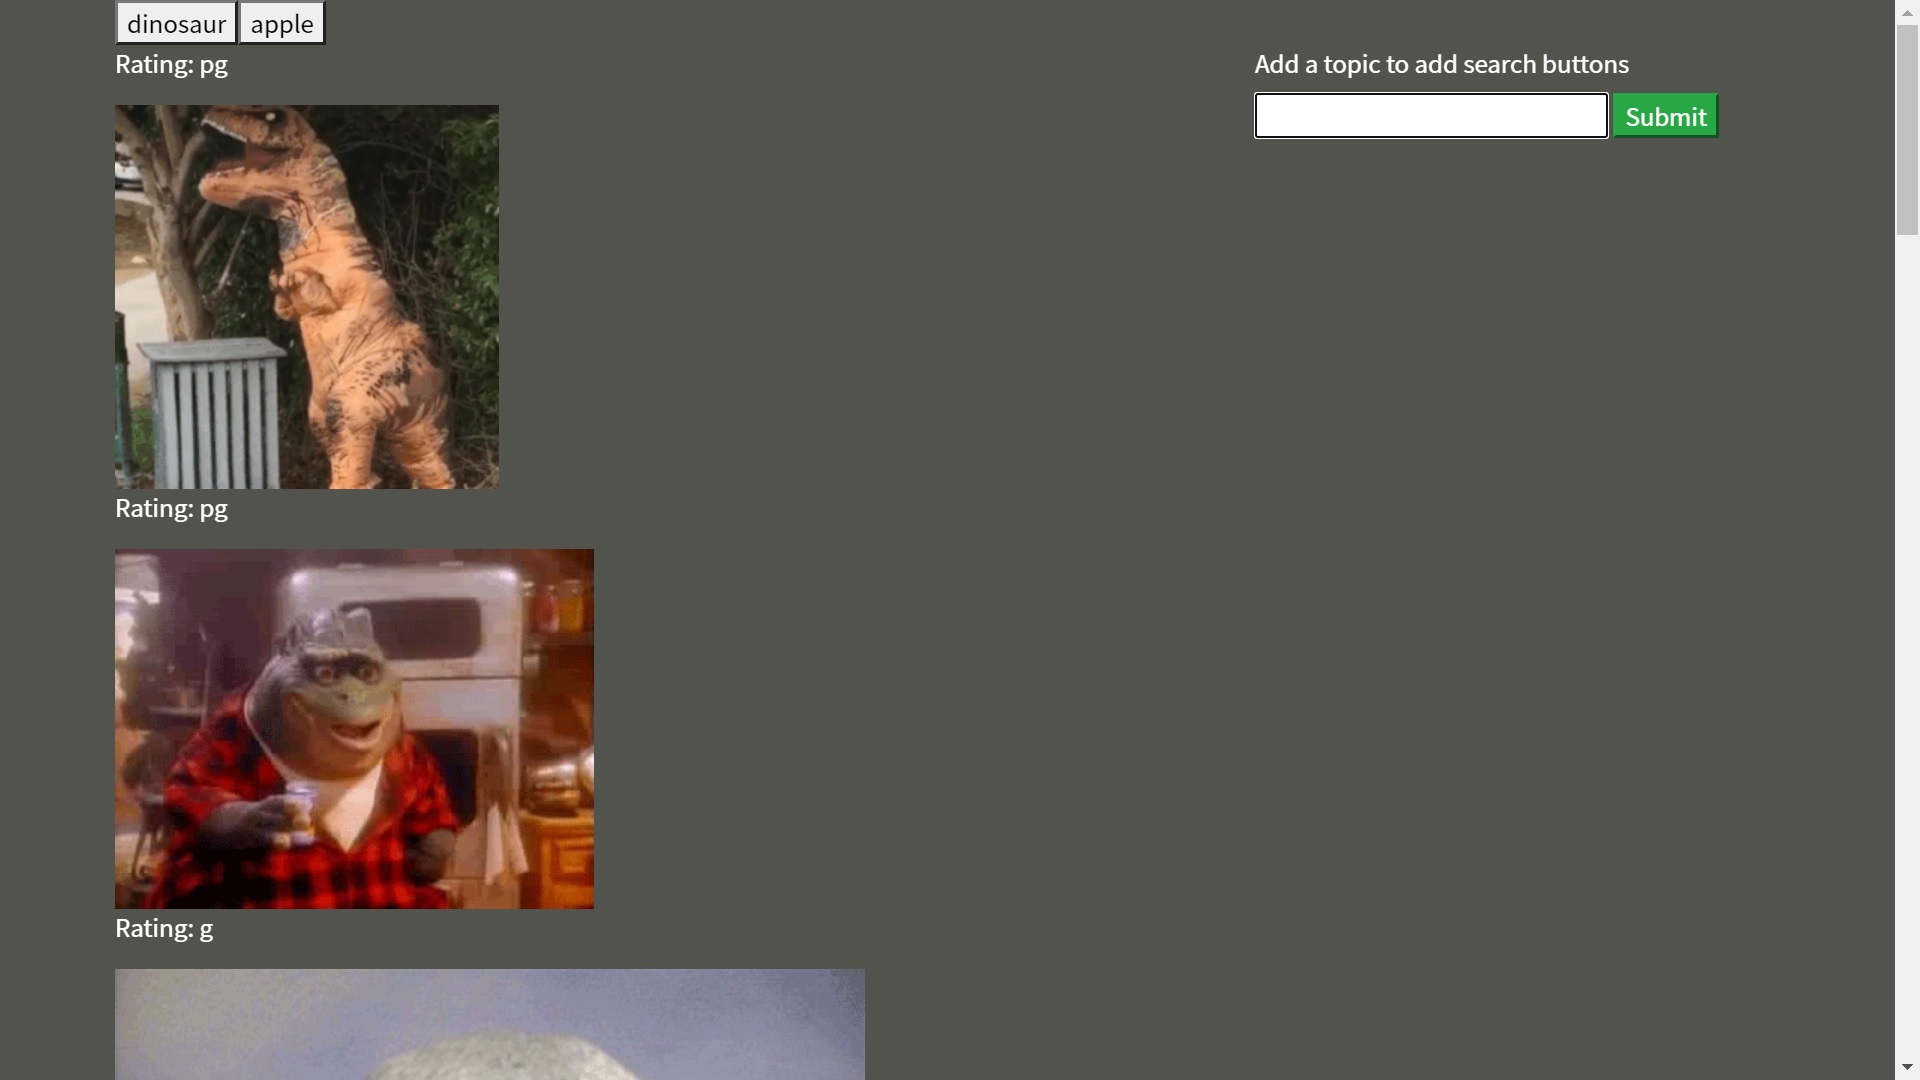 dinosaur apple
Rating: pg
Add a topic to add search buttons
Submit
Rating: pg
Rating: g